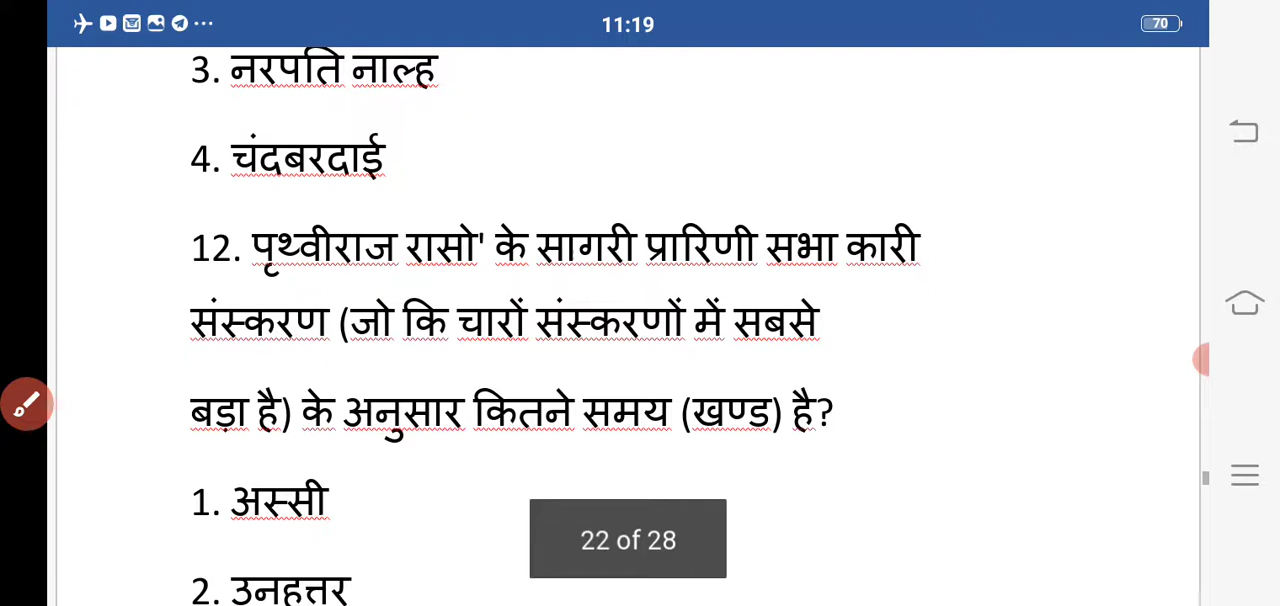 11:19
70
3. नरपति नाल्ह
4. चंदबरदाई
12. पृथ्वीराज रासो' के सागरी प्रारिणी सभा कारी
संस्करण (जो कि चारों संस्करणों में सबसे
बड़ा है) के अनुसार कितने समय (खण्ड) है?
1. अस्सी
22 of 28
2. उनहत्तर